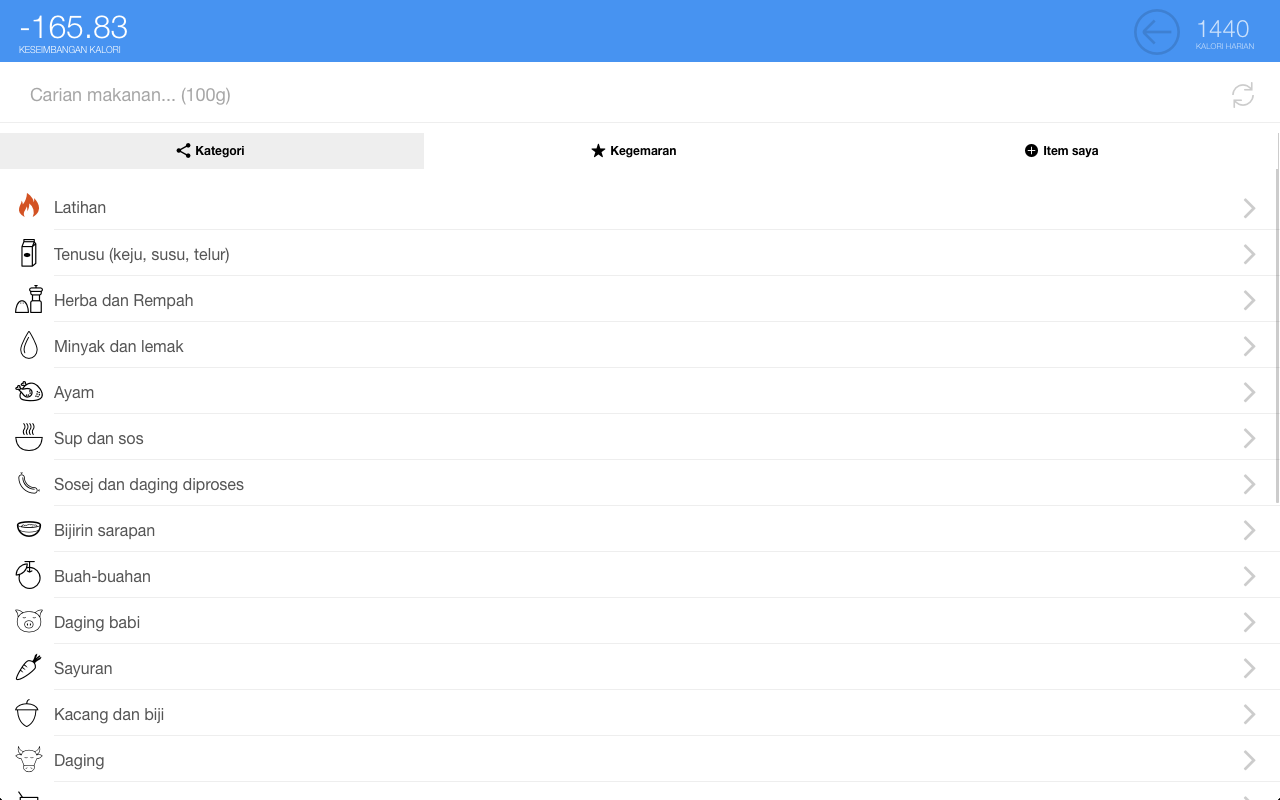 -165.83
KESEIMBANGAN KALORI
1440
KALORI HARIAN
Carian makanan... (100g)
Kategori
Kegemaran
Item saya
Latihan
Tenusu (keju, susu, telur)
Herba dan Rempah
Minyak dan lemak
Ayam
Sup dan sos
Sosej dan daging diproses
Bijirin sarapan
Buah-buahan
Daging babi
Sayuran
Kacang dan biji
Daging